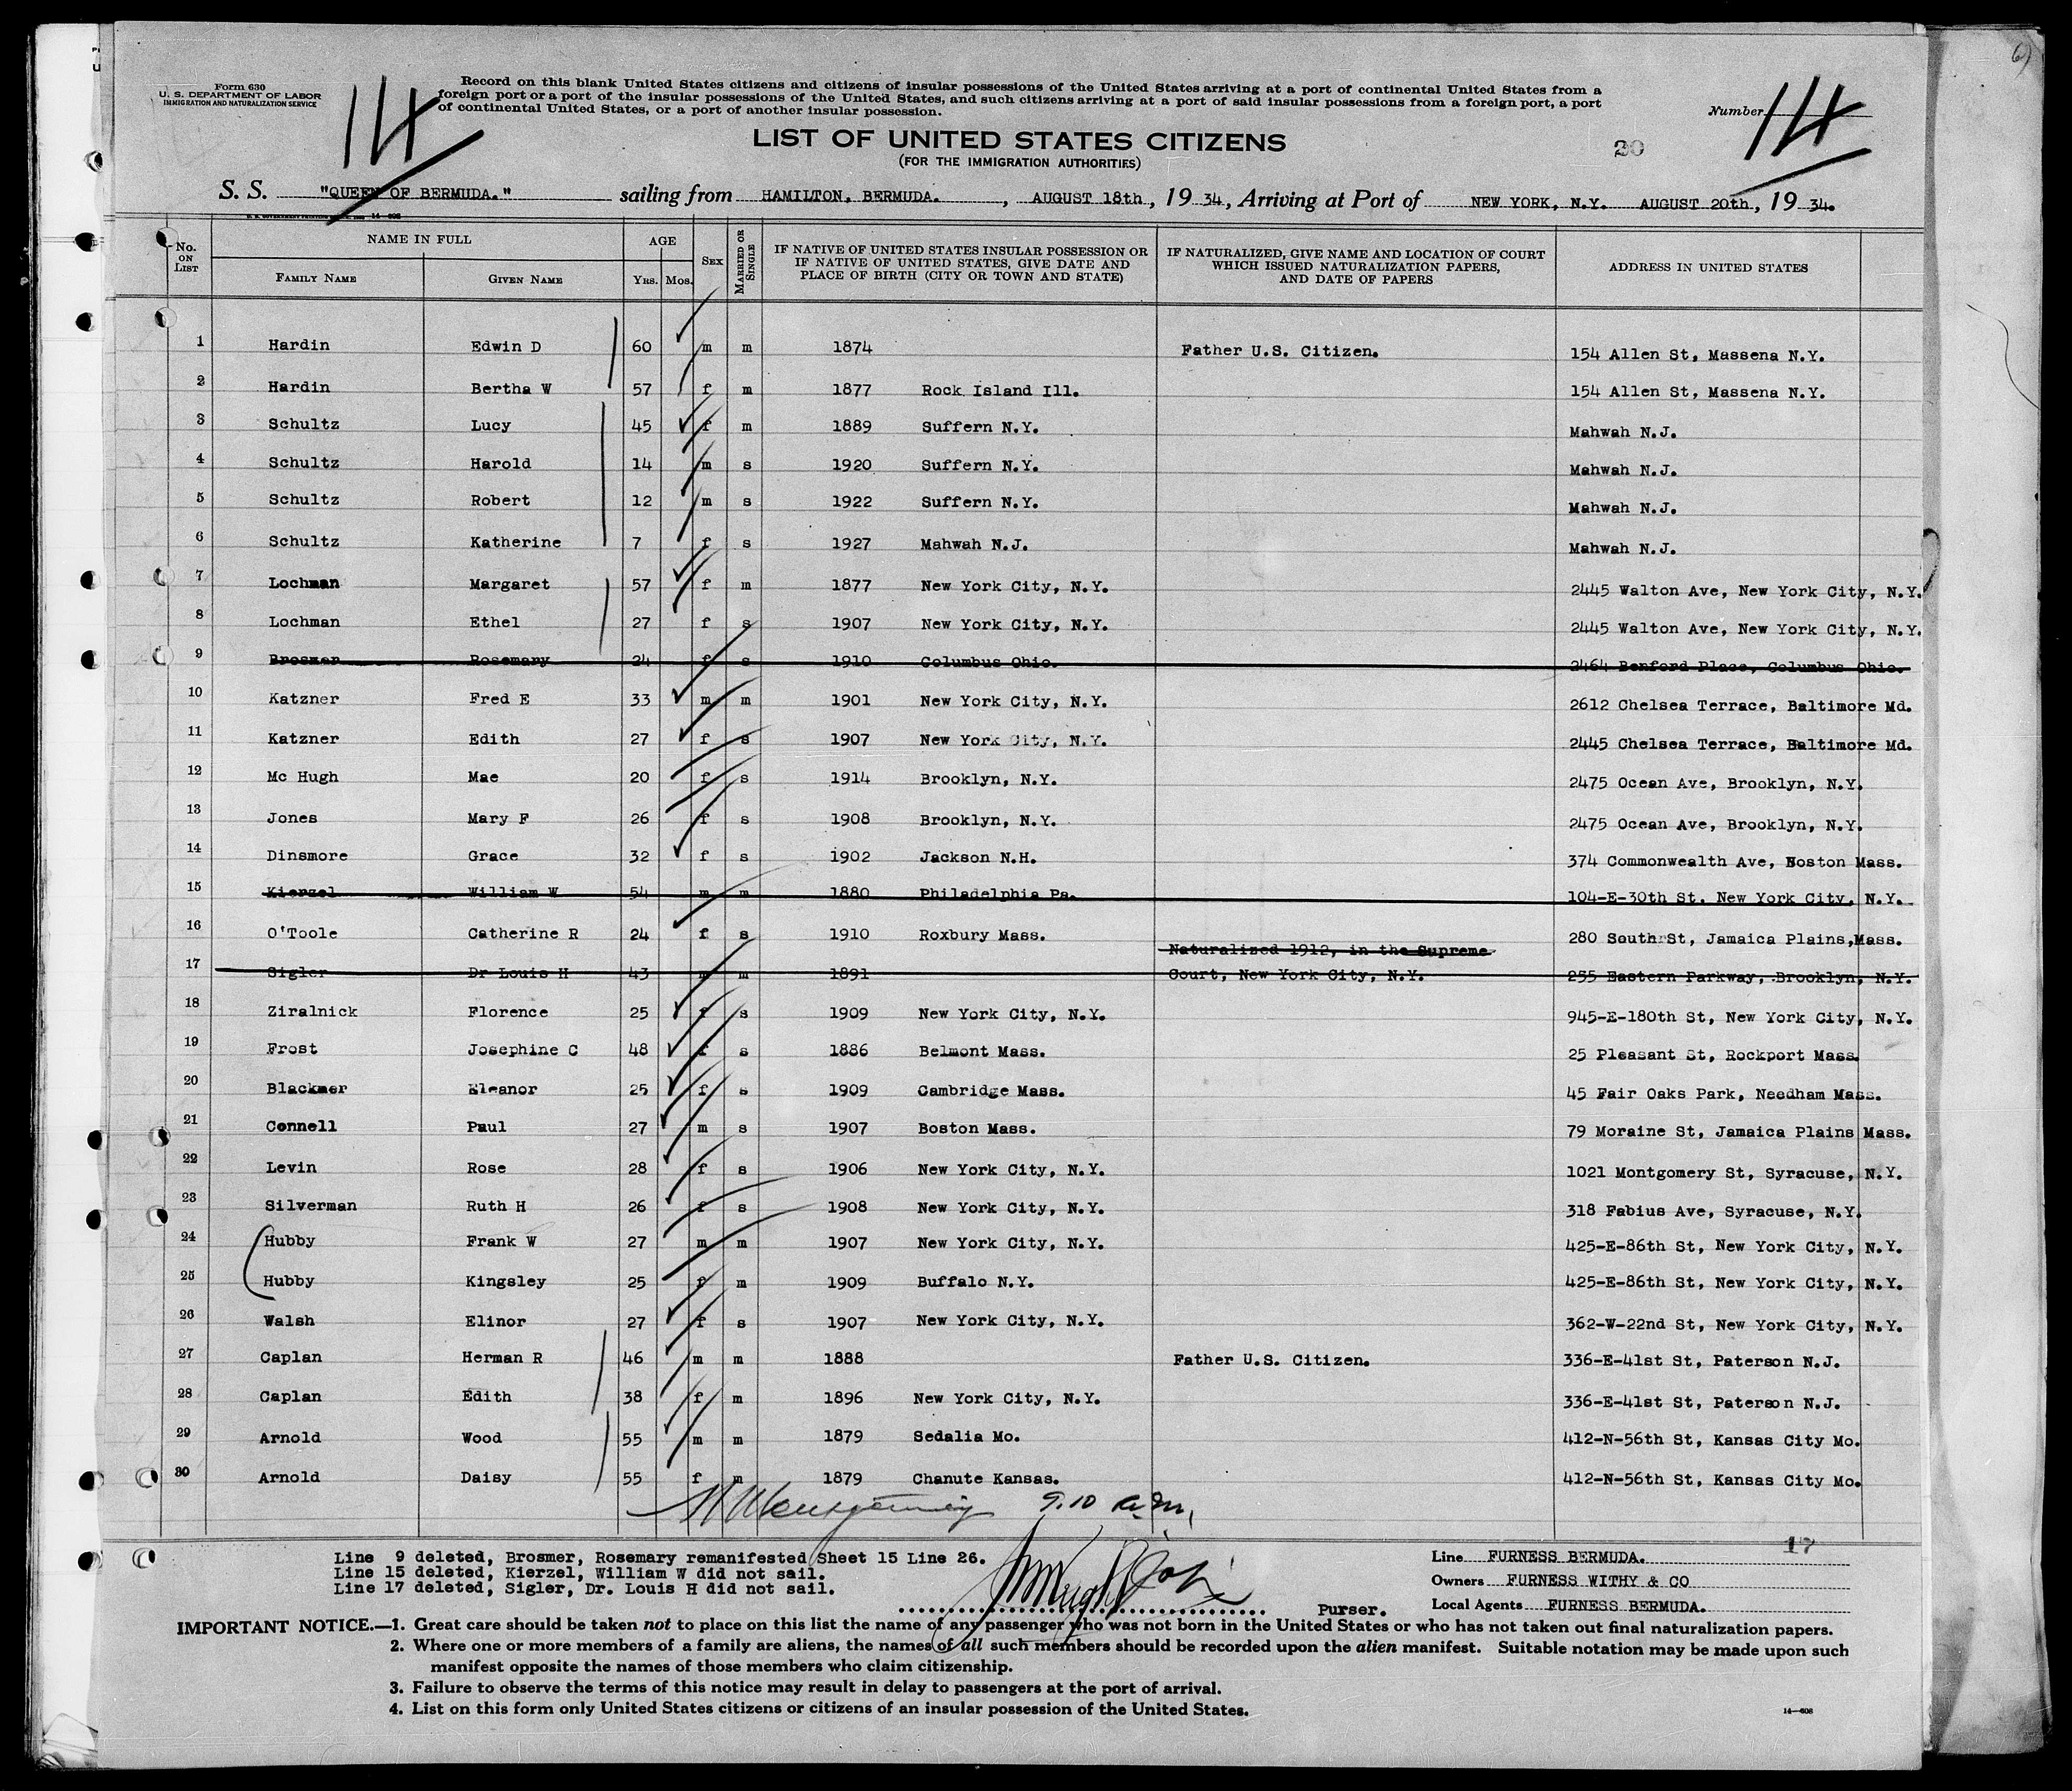 Form 630
U. S. DEPARTMENT OF LABOR
IMMIGRATION AND NATURALIZATION SERVICE
14
Record on this blank United States citizens and citizens of insular possessions of the United States arriving at a port of continental United States from a
foreign port or a port of the insular possessions of the United States, and such citizens arriving at a port of said insular possessions from a foreign port, a port
of continental United States, or a port of another insular possession.
Number 14
LIST OF UNITED STATES CITIZENS
(FOR THE IMMIGRATION AUTHORITIES)
20
S. S. "QUEEN OF BERMUDA." sailing from HAMILTON, BERMUDA. , AUGUST 18th , 19 34, Arriving at Port of NEW YORK, N.Y. AUGUST 20th, 19 34.
No. ON LIST
NAME IN FULL
FAMILY NAME GIVEN NAME
AGE
YRS. MOS.
SEX
MARRIED OR SINGLE
IF NATIVE OF UNITED STATES INSULAR POSSESSION OR
IF NATIVE OF UNITED STATES, GIVE DATE AND
PLACE OF BIRTH (CITY OR TOWN AND STATE)
IF NATURALIZED, GIVE NAME AND LOCATION OF COURT
WHICH ISSUED NATURALIZATION PAPERS,
AND DATE OF PAPERS
ADDRESS IN UNITED STATES
1 Hardin Edwin D 60 m m 1874 Father U.S. Citizen. 154 Allen St, Massena N.Y.
2 Hardin Bertha W 57 f m 1877 Rock Island Ill. 154 Allen St, Massena N.Y.
3 Schultz Lucy 45 f m 1889 Suffern N.Y. Mahwah N.J.
4 Schultz Harold 14 m s 1920 Suffern N.Y. Mahwah N.J.
5 Schultz Robert 12 m s 1922 Suffern N.Y. Mahwah N.J.
6 Schultz Katherine 7 f s 1927 Mahwah N.J. Mahwah N.J.
7 Lochman Margaret 57 f m 1877 New York City, N.Y. 2445 Walton Ave, New York City, N.Y.
8 Lochman Ethel 27 f s 1907 New York City, N.Y. 2445 Walton Ave, New York City, N.Y.
9 Brosmer Rosemary 24 f s 1910 Columbus Ohio. 2464 Benford Place, Columbus Ohio.
10 Katzner Fred E 33 m m 1901 New York City, N.Y. 2612 Chelsea Terrace, Baltimore Md.
11 Katzner Edith 27 f s 1907 New York City, N.Y. 2445 Chelsea Terrace, Baltimore Md.
12 Mc Hugh Mae 20 f s 1914 Brooklyn, N.Y. 2475 Ocean Ave, Brooklyn, N.Y.
13 Jones Mary F 26 f s 1908 Brooklyn, N.Y. 2475 Ocean Ave, Brooklyn, N.Y.
14 Dinsmore Grace 32 f s 1902 Jackson N.H. 374 Commonwealth Ave, Boston Mass.
15 Kierzel William W 54 m m 1880 Philadelphia Pa. 104-E-30th St. New York City, N.Y.
16 O'Toole Catherine R 24 f s 1910 Roxbury Mass. 280 South St, Jamaica Plains, Mass.
Naturalized 1912, in the Supreme
17 Sigler Dr Louis H 43 m m 1891 Court, New York City, N.Y. 255 Eastern Parkway, Brooklyn, N.Y.
18 Ziralnick Florence 25 f s 1909 New York City, N.Y. 945-E-180th St, New York City, N.Y.
19 Frost Josephine C 48 f s 1886 Belmont Mass. 25 Pleasant St, Rockport Mass.
20 Blackmer Eleanor 25 f s 1909 Cambridge Mass. 45 Fair Oaks Park, Needham Mass.
21 Connell Paul 27 m s 1907 Boston Mass. 79 Moraine St, Jamaica Plains Mass.
22 Levin Rose 28 f s 1906 New York City, N.Y. 1021 Montgomery St, Syracuse, N.Y.
23 Silverman Ruth H 26 f s 1908 New York City, N.Y. 318 Fabius Ave, Syracuse, N.Y.
24 Hubby Frank W 27 m m 1907 New York City, N.Y. 425-E-86th St, New York City, N.Y.
25 Hubby Kingsley 25 f m 1909 Buffalo N.Y. 425-E-86th St, New York City, N.Y.
26 Walsh Elinor 27 f s 1907 New York City, N.Y. 362-W-22nd St, New York City, N.Y.
27 Caplan Herman R 46 m m 1888 Father U.S. Citizen. 336-E-41st St, Paterson N.J.
28 Caplan Edith 38 f m 1896 New York City, N.Y. 336-E-41st St, Paterson N.J.
29 Arnold Wood 55 m m 1879 Sedalia Mo. 412-N-56th St, Kansas City Mo.
30 Arnold Daisy 55 f m 1879 Chanute Kansas. 412-N-56th St, Kansas City Mo.
Montgomery 9.10 a.m.
17
Line 9 deleted, Brosmer, Rosemary remanifested Sheet 15 Line 26.
Line 15 deleted, Kierzel, William W did not sail.
Line 17 deleted, Sigler, Dr. Louis H did not sail.
Purser.
Line FURNESS BERMUDA.
Owners FURNESS WITHY & CO
Local Agents FURNESS BERMUDA.
IMPORTANT NOTICE.—1. Great care should be taken not to place on this list the name of any passenger who was not born in the United States or who has not taken out final naturalization papers.
2. Where one or more members of a family are aliens, the names of all such members should be recorded upon the alien manifest. Suitable notation may be made upon such
manifest opposite the names of those members who claim citizenship.
3. Failure to observe the terms of this notice may result in delay to passengers at the port of arrival.
4. List on this form only United States citizens or citizens of an insular possession of the United States.
14—608